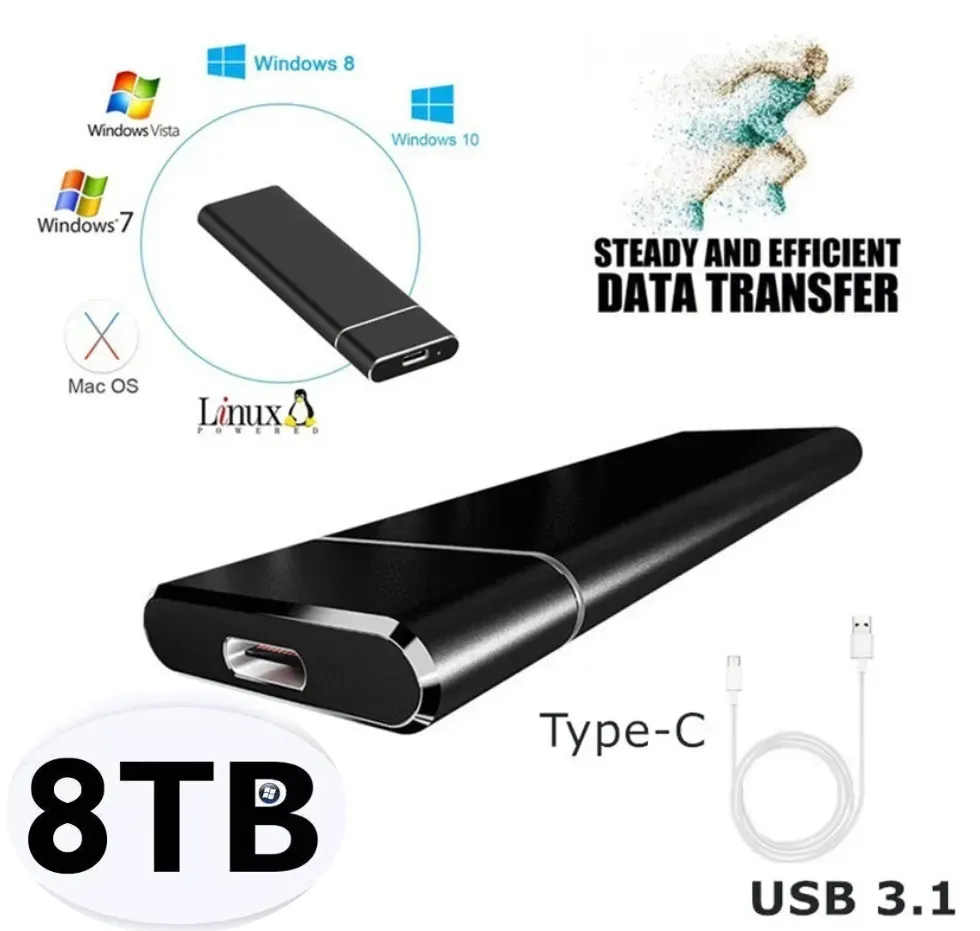 Windows 8
Windows Vista
Windows 10
Windows 7
Mac OS
Linux
POWERED
STEADY AND EFFICIENT
DATA TRANSFER
Type-C
8TB
USB 3.1